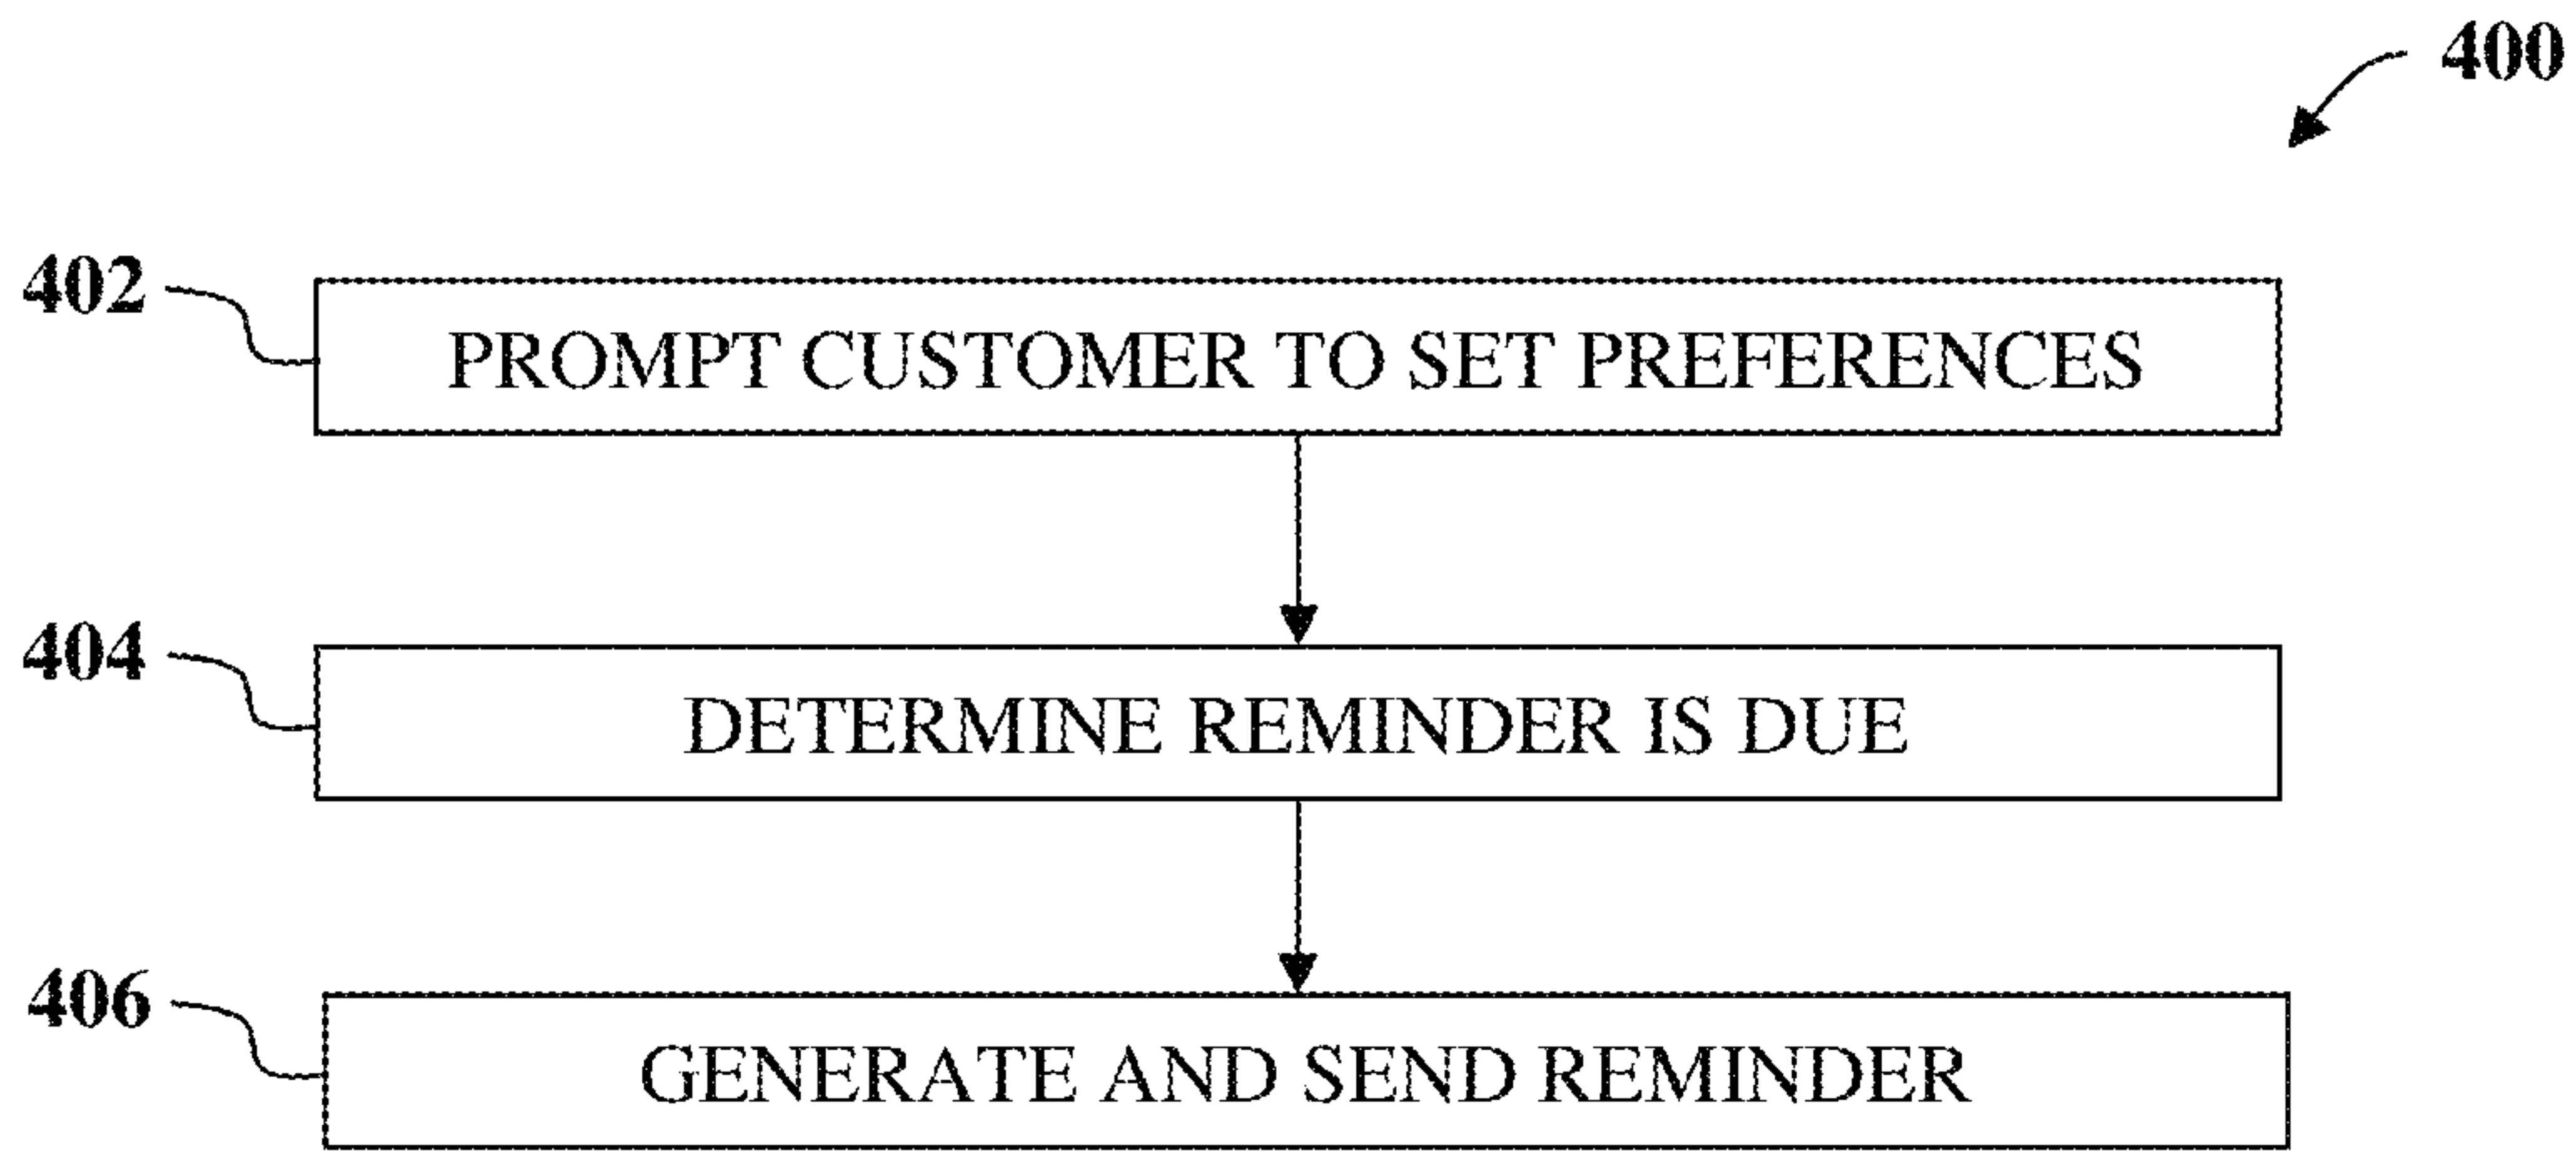 400
402
PROMPT CUSTOMER TO SET PREFERENCES
404
DETERMINE REMINDER IS DUE
406
GENERATE AND SEND REMINDER